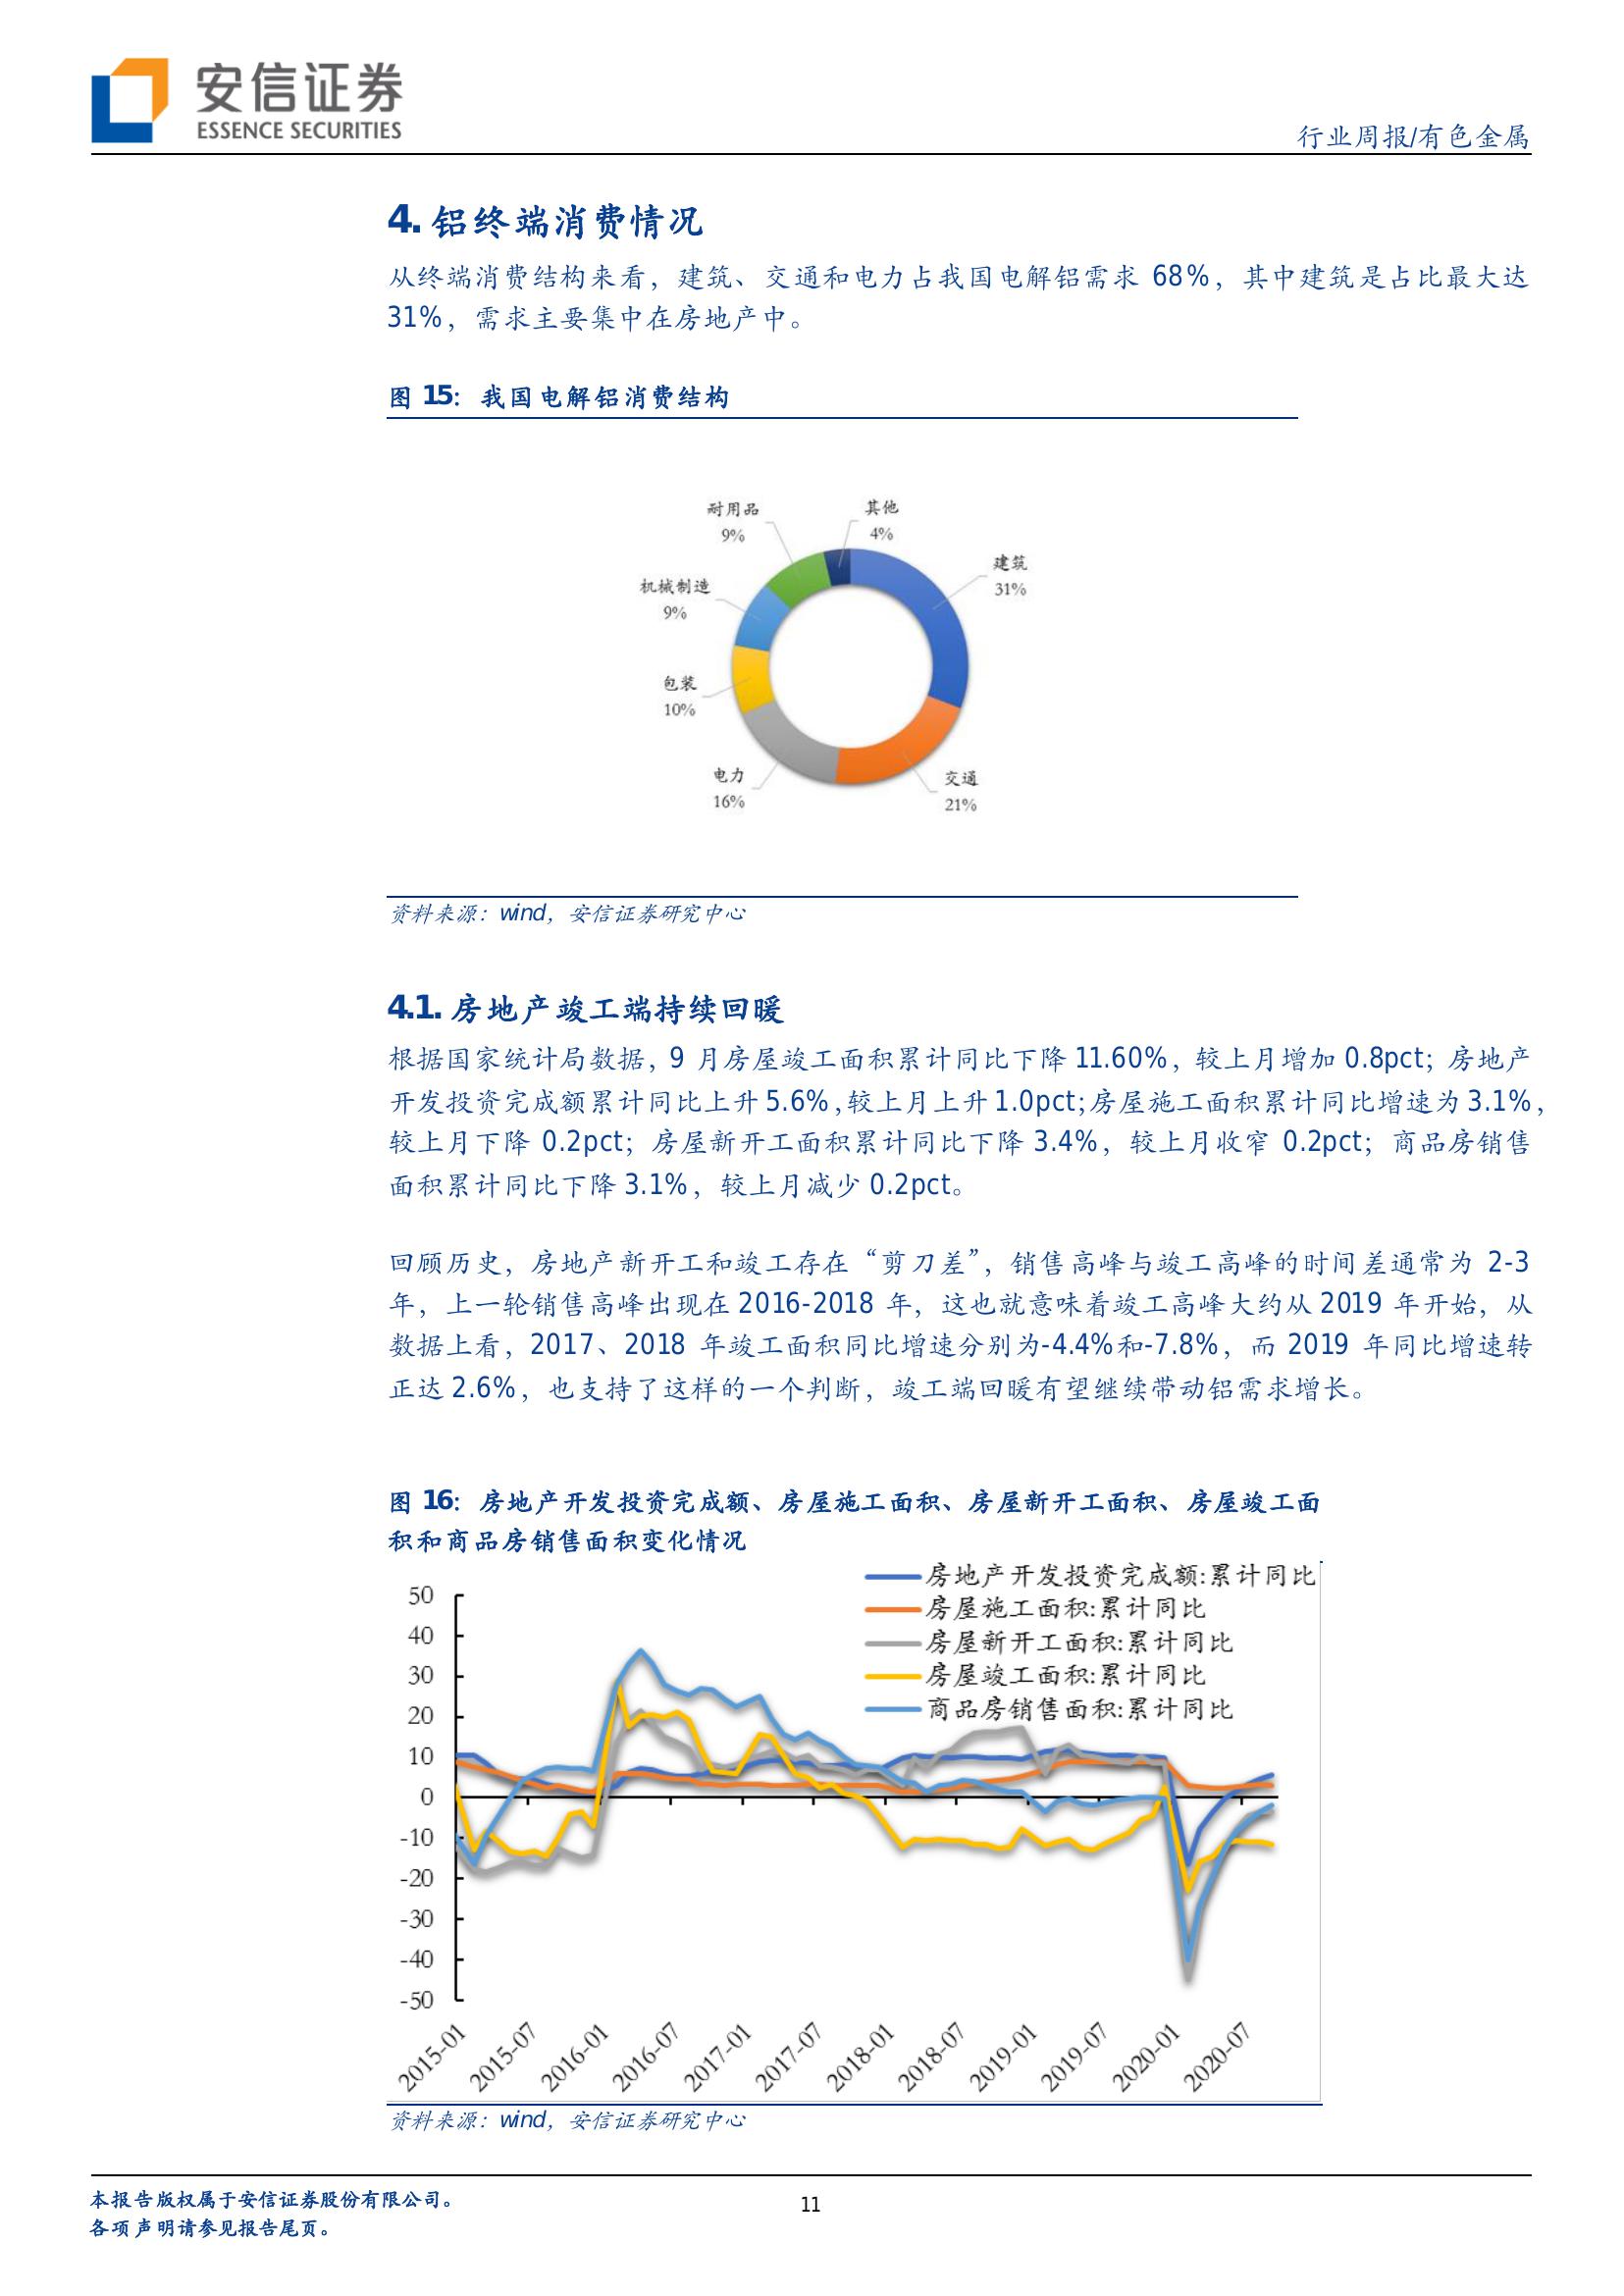 安信证券
ESSENCE SECURITIES
行业周报/有色金属
4. 铝终端消费情况
从终端消费结构来看，建筑、交通和电力占我国电解铝需求 68%，其中建筑是占比最大达
31%，需求主要集中在房地产中。
图 15：我国电解铝消费结构
耐用品
9%
其他
4%
建筑
31%
机械制造
9%
包装
10%
电力
16%
交通
21%
资料来源：wind，安信证券研究中心
4.1. 房地产竣工端持续回暖
根据国家统计局数据，9 月房屋竣工面积累计同比下降 11.60%，较上月增加 0.8pct；房地产
开发投资完成额累计同比上升 5.6%，较上月上升 1.0pct；房屋施工面积累计同比增速为 3.1%，
较上月下降 0.2pct；房屋新开工面积累计同比下降 3.4%，较上月收窄 0.2pct；商品房销售
面积累计同比下降 3.1%，较上月减少 0.2pct。
回顾历史，房地产新开工和竣工存在“剪刀差”，销售高峰与竣工高峰的时间差通常为 2-3
年，上一轮销售高峰出现在 2016-2018 年，这也就意味着竣工高峰大约从 2019 年开始，从
数据上看，2017、2018 年竣工面积同比增速分别为-4.4%和-7.8%，而 2019 年同比增速转
正达 2.6%，也支持了这样的一个判断，竣工端回暖有望继续带动铝需求增长。
图 16：房地产开发投资完成额、房屋施工面积、房屋新开工面积、房屋竣工面
积和商品房销售面积变化情况
房地产开发投资完成额:累计同比
房屋施工面积:累计同比
房屋新开工面积:累计同比
房屋竣工面积:累计同比
商品房销售面积:累计同比
50
40
30
20
10
0
-10
-20
-30
-40
-50
2015-01
2015-07
2016-01
2016-07
2017-01
2017-07
2018-01
2018-07
2019-01
2019-07
2020-01
2020-07
资料来源：wind，安信证券研究中心
本报告版权属于安信证券股份有限公司。
各项声明请参见报告尾页。
11